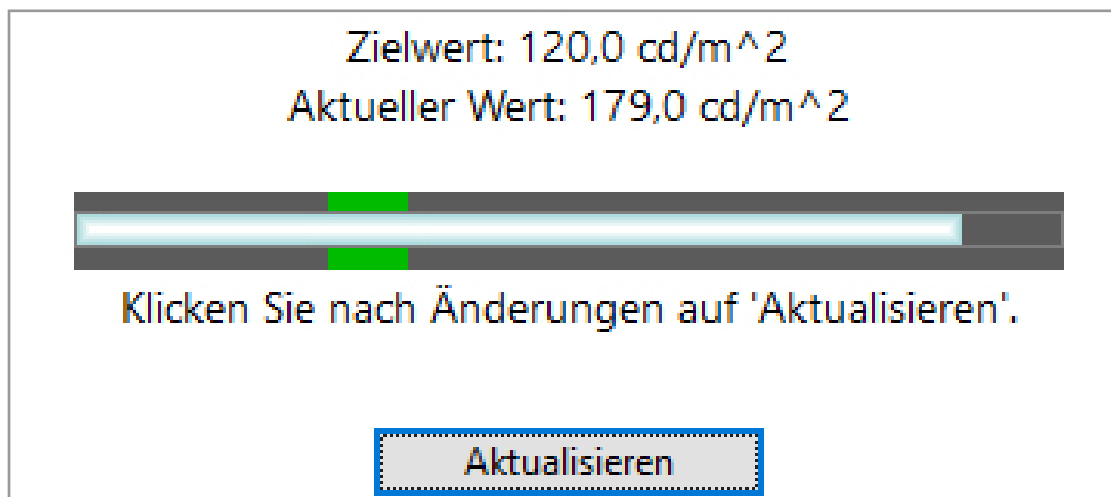 Zielwert: 120,0 cd/m^2
Aktueller Wert: 179,0 cd/m^2
Klicken Sie nach Änderungen auf 'Aktualisieren'.
Aktualisieren